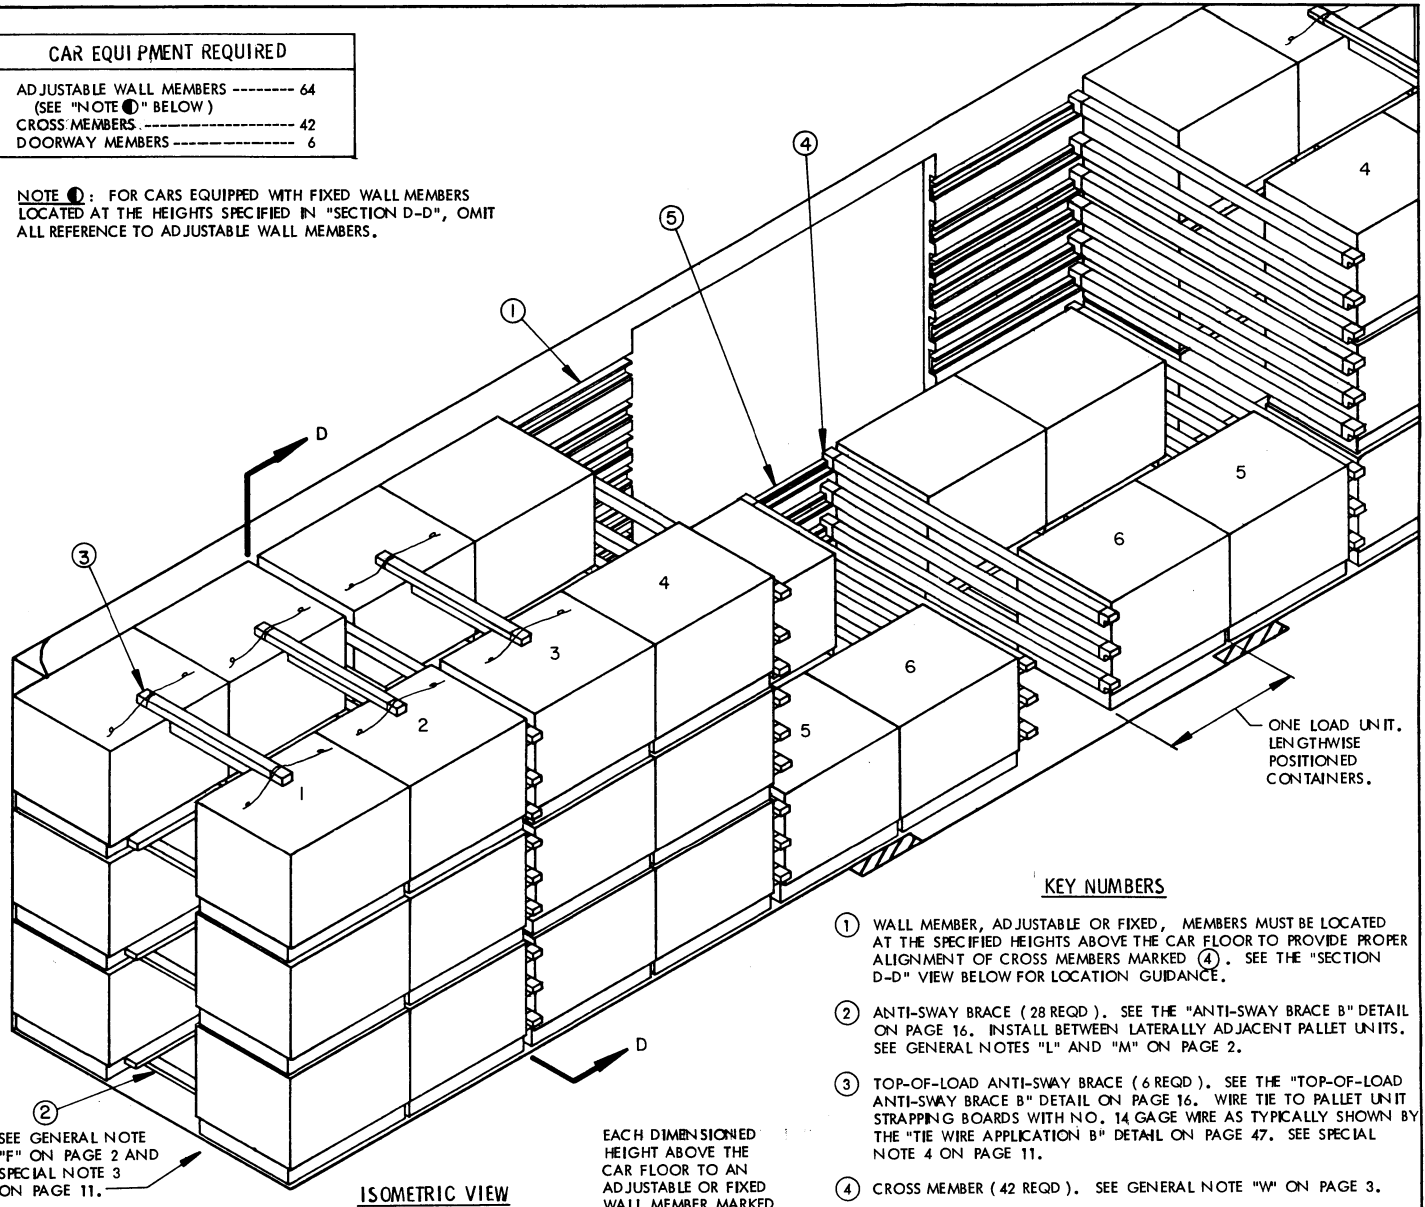 CAR EQUIPMENT REQUIRED
ADJUSTABLE WALL MEMBERS -------- 64
(SEE "NOTE ◐" BELOW)
CROSS MEMBERS. -------------------- 42
DOORWAY MEMBERS ---------------- 6
NOTE ◐: FOR CARS EQUIPPED WITH FIXED WALL MEMBERS
LOCATED AT THE HEIGHTS SPECIFIED IN "SECTION D-D", OMIT
ALL REFERENCE TO ADJUSTABLE WALL MEMBERS.
4
4
5
1
D
3
5
6
4
3
6
2
5
1
ONE LOAD UNIT.
LENGTHWISE
POSITIONED
CONTAINERS.
D
2
SEE GENERAL NOTE
"F" ON PAGE 2 AND
SPECIAL NOTE 3
ON PAGE 11.
ISOMETRIC VIEW
EACH DIMENSIONED
HEIGHT ABOVE THE
CAR FLOOR TO AN
ADJUSTABLE OR FIXED
WALL MEMBER MARKED
KEY NUMBERS
① WALL MEMBER, ADJUSTABLE OR FIXED, MEMBERS MUST BE LOCATED
AT THE SPECIFIED HEIGHTS ABOVE THE CAR FLOOR TO PROVIDE PROPER
ALIGNMENT OF CROSS MEMBERS MARKED ④. SEE THE "SECTION
D-D" VIEW BELOW FOR LOCATION GUIDANCE.
② ANTI-SWAY BRACE (28 REQD). SEE THE "ANTI-SWAY BRACE B" DETAIL
ON PAGE 16. INSTALL BETWEEN LATERALLY ADJACENT PALLET UNITS.
SEE GENERAL NOTES "L" AND "M" ON PAGE 2.
③ TOP-OF-LOAD ANTI-SWAY BRACE (6 REQD). SEE THE "TOP-OF-LOAD
ANTI-SWAY BRACE B" DETAIL ON PAGE 16. WIRE TIE TO PALLET UNIT
STRAPPING BOARDS WITH NO. 14 GAGE WIRE AS TYPICALLY SHOWN BY
THE "TIE WIRE APPLICATION B" DETAIL ON PAGE 47. SEE SPECIAL
NOTE 4 ON PAGE 11.
④ CROSS MEMBER (42 REQD). SEE GENERAL NOTE "W" ON PAGE 3.